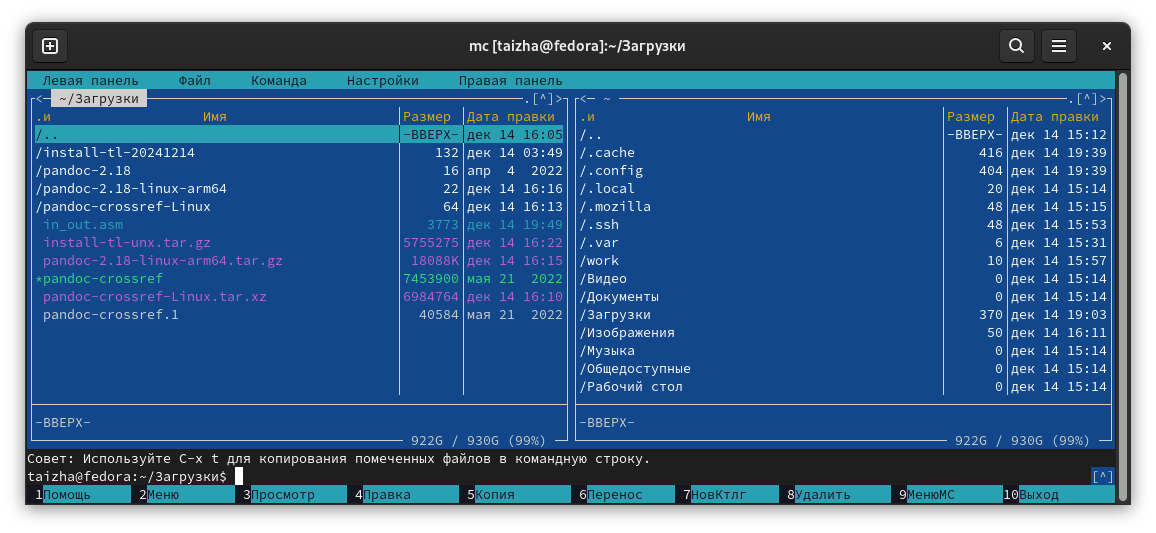 mc [taizha@fedora]:~/Загрузки
Левая панель Файл Команда Настройки Правая панель
<─ ~/Загрузки .[^]>
.и Имя Размер Дата правки
/.. -ВВЕРХ- дек 14 16:05
/install-tl-20241214 132 дек 14 03:49
/pandoc-2.18 16 апр 4 2022
/pandoc-2.18-linux-arm64 22 дек 14 16:16
/pandoc-crossref-Linux 64 дек 14 16:13
in_out.asm 3773 дек 14 19:49
install-tl-unx.tar.gz 5755275 дек 14 16:22
pandoc-2.18-linux-arm64.tar.gz 18088K дек 14 16:15
*pandoc-crossref 7453900 мая 21 2022
pandoc-crossref-Linux.tar.xz 6984764 дек 14 16:10
pandoc-crossref.1 40584 мая 21 2022
-ВВЕРХ-
922G / 930G (99%)
<─ ~ .[^]>
.и Имя Размер Дата правки
/.. -ВВЕРХ- дек 14 15:12
/.cache 416 дек 14 19:39
/.config 404 дек 14 19:39
/.local 20 дек 14 15:14
/.mozilla 48 дек 14 15:15
/.ssh 48 дек 14 15:53
/.var 6 дек 14 15:31
/work 10 дек 14 15:57
/Видео 0 дек 14 15:14
/Документы 0 дек 14 15:14
/Загрузки 370 дек 14 19:03
/Изображения 50 дек 14 16:11
/Музыка 0 дек 14 15:14
/Общедоступные 0 дек 14 15:14
/Рабочий стол 0 дек 14 15:14
-ВВЕРХ-
922G / 930G (99%)
Совет: Используйте C-x t для копирования помеченных файлов в командную строку.
taizha@fedora:~/Загрузки$ [^]
1Помощь 2Меню 3Просмотр 4Правка 5Копия 6Перенос 7НовКтлг 8Удалить 9МенюMC 10Выход